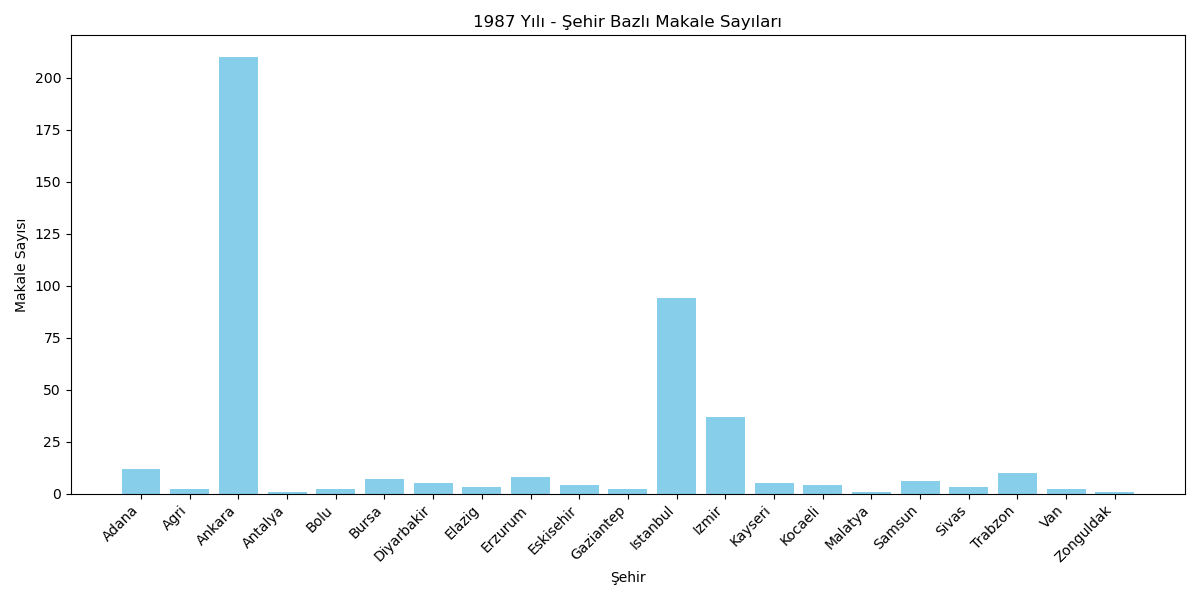 1987 Yılı - Şehir Bazlı Makale Sayıları
Makale Sayısı
200
175
150
125
100
75
50
25
0
Adana
Agri
Ankara
Antalya
Bolu
Bursa
Diyarbakir
Elazig
Erzurum
Eskisehir
Gaziantep
Istanbul
Izmir
Kayseri
Kocaeli
Malatya
Samsun
Sivas
Trabzon
Van
Zonguldak
Şehir